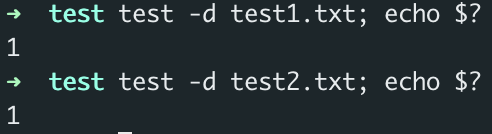 ➜ test test -d test1.txt; echo $?
1
➜ test test -d test2.txt; echo $?
1